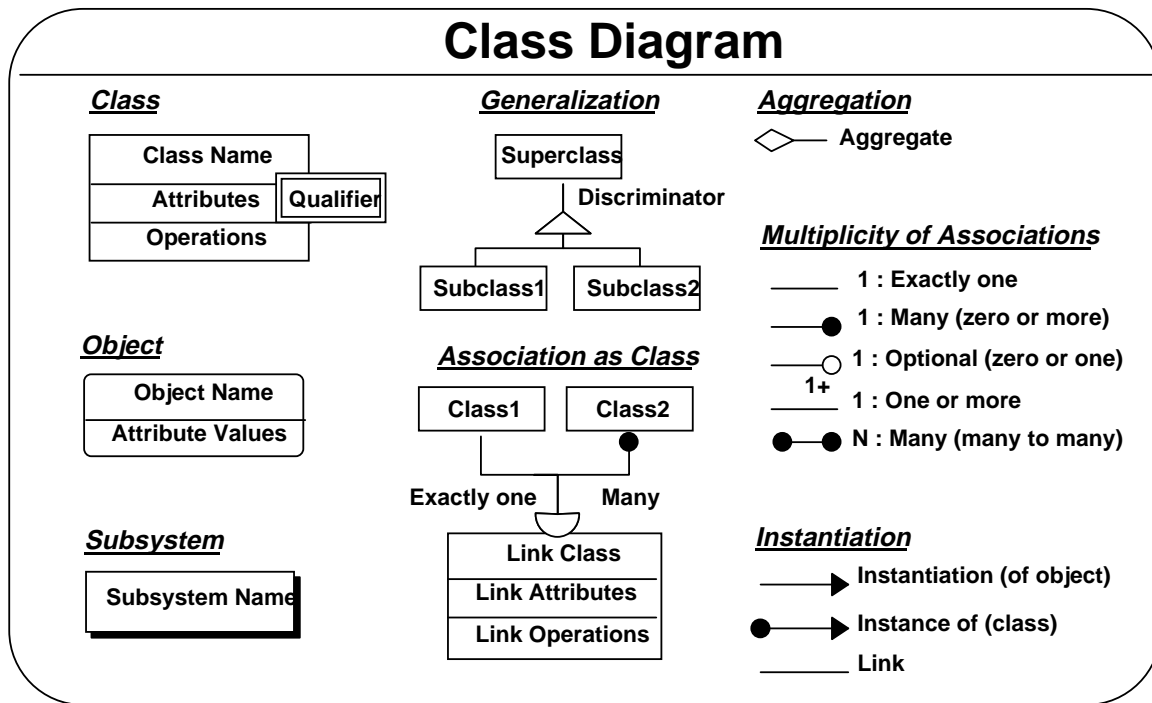 Class Diagram
Class
Class Name
Attributes
Qualifier
Operations
Object
Object Name
Attribute Values
Subsystem
Subsystem Name
Generalization
Superclass
Discriminator
Subclass1
Subclass2
Association as Class
Class1
Class2
Exactly one
Many
Link Class
Link Attributes
Link Operations
Aggregation
Aggregate
Multiplicity of Associations
1 : Exactly one
1 : Many (zero or more)
1 : Optional (zero or one)
1+
1 : One or more
N : Many (many to many)
Instantiation
Instantiation (of object)
Instance of (class)
Link